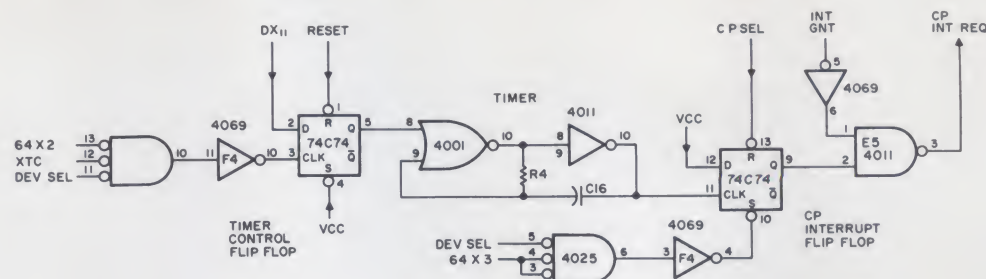 DX11 RESET
CP SEL
INT GNT
CP INT REQ
TIMER
64 X 2
XTC
DEV SEL
13
12
11
10
4069
11
F4
10
3
2
D
R
1
Q
5
74C74
CLK
Q̅
S
4
VCC
TIMER CONTROL FLIP FLOP
8
9
4001
10
R4
8
9
4011
10
C16
VCC
13
12
D
R
Q
9
74C74
11
CLK
Q̅
S
10
CP INTERRUPT FLIP FLOP
5
4069
6
1
2
E5
4011
3
DEV SEL
64 X 3
5
4
3
4025
6
3
4069
F4
4